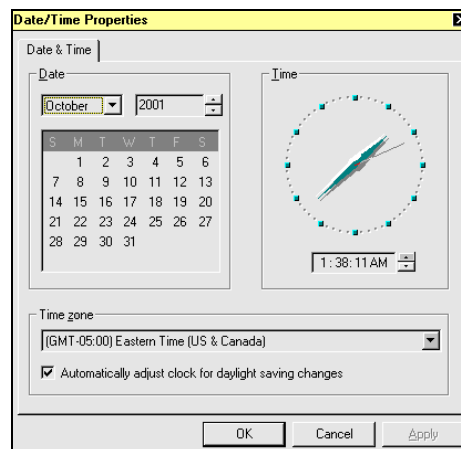 Date/Time Properties
Date & Time
Date
Time
October 2001
S M T W T F S
1 2 3 4 5 6
7 8 9 10 11 12 13
14 15 16 17 18 19 20
21 22 23 24 25 26 27
28 29 30 31
1:38:11 AM
Time zone
(GMT-05:00) Eastern Time (US & Canada)
Automatically adjust clock for daylight saving changes
OK Cancel Apply